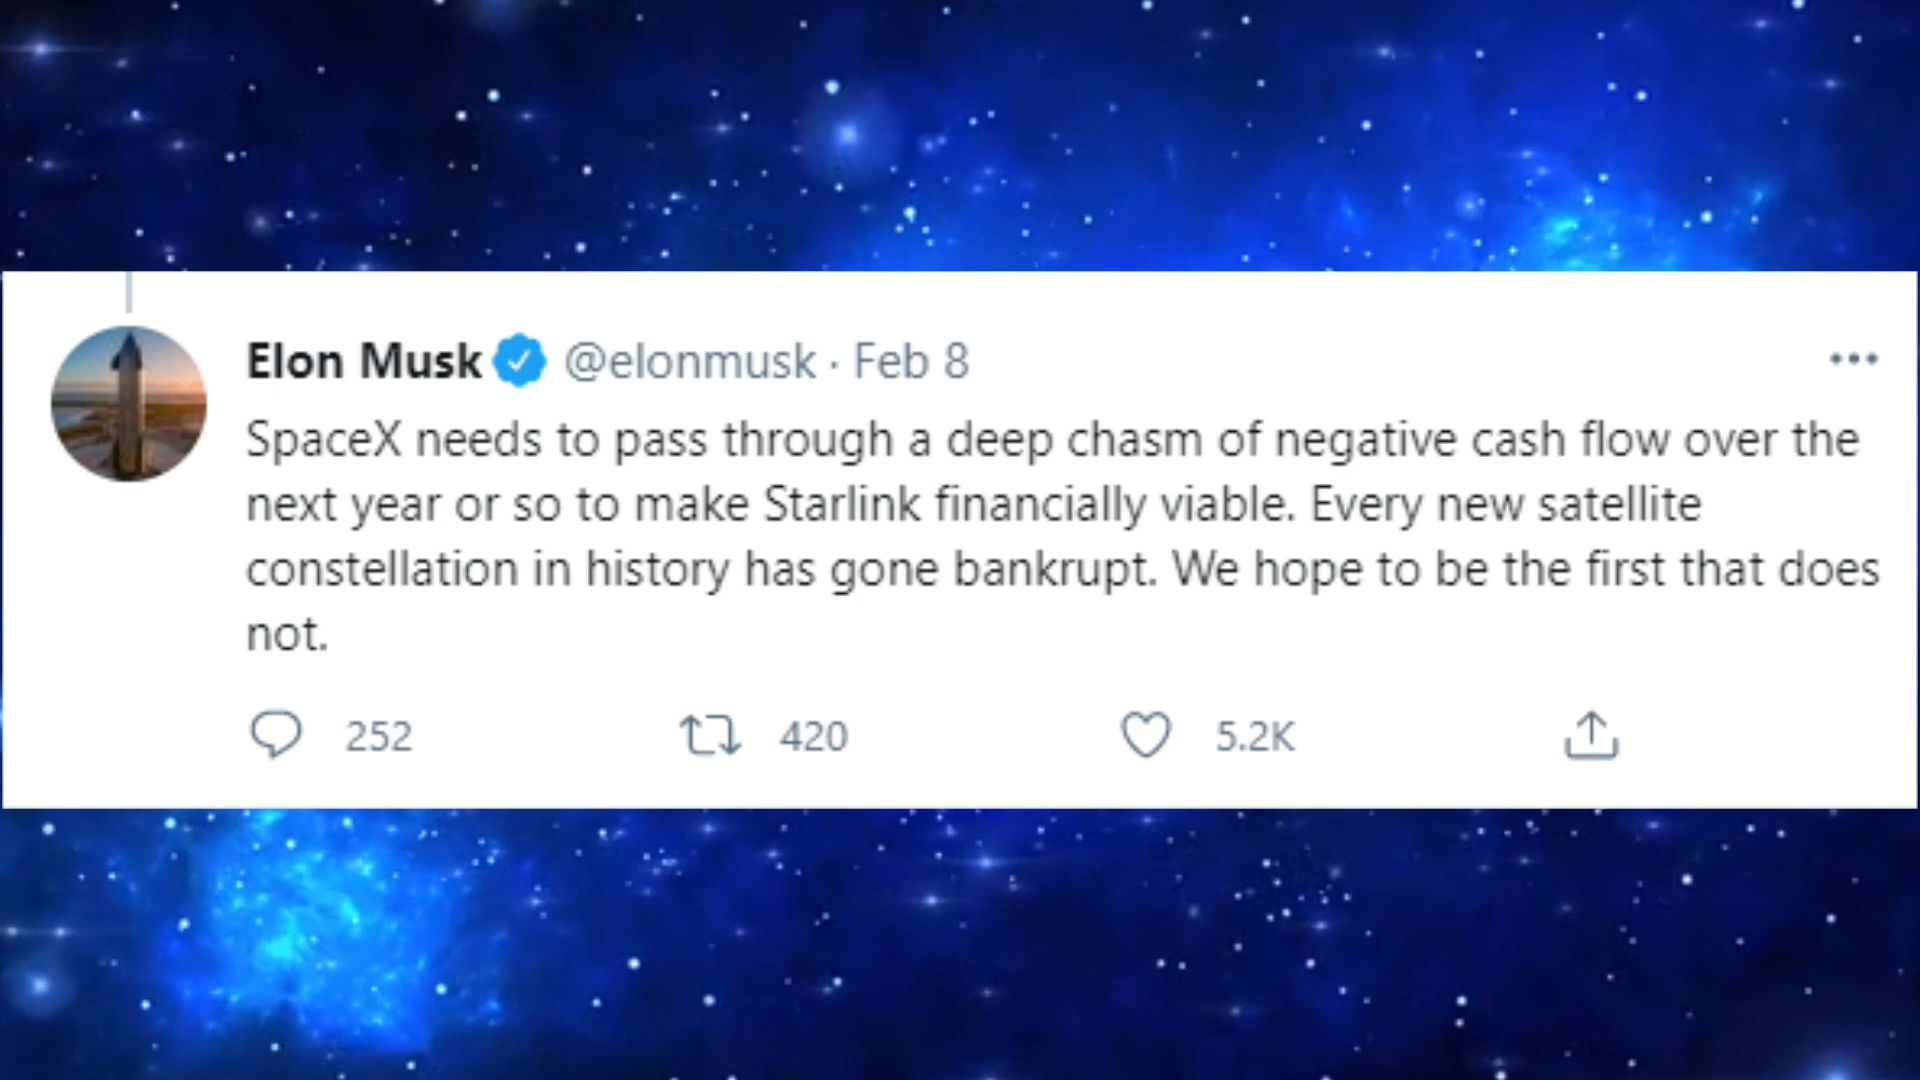 Elon Musk @elonmusk · Feb 8
SpaceX needs to pass through a deep chasm of negative cash flow over the
next year or so to make Starlink financially viable. Every new satellite
constellation in history has gone bankrupt. We hope to be the first that does
not.
252 420 5.2K